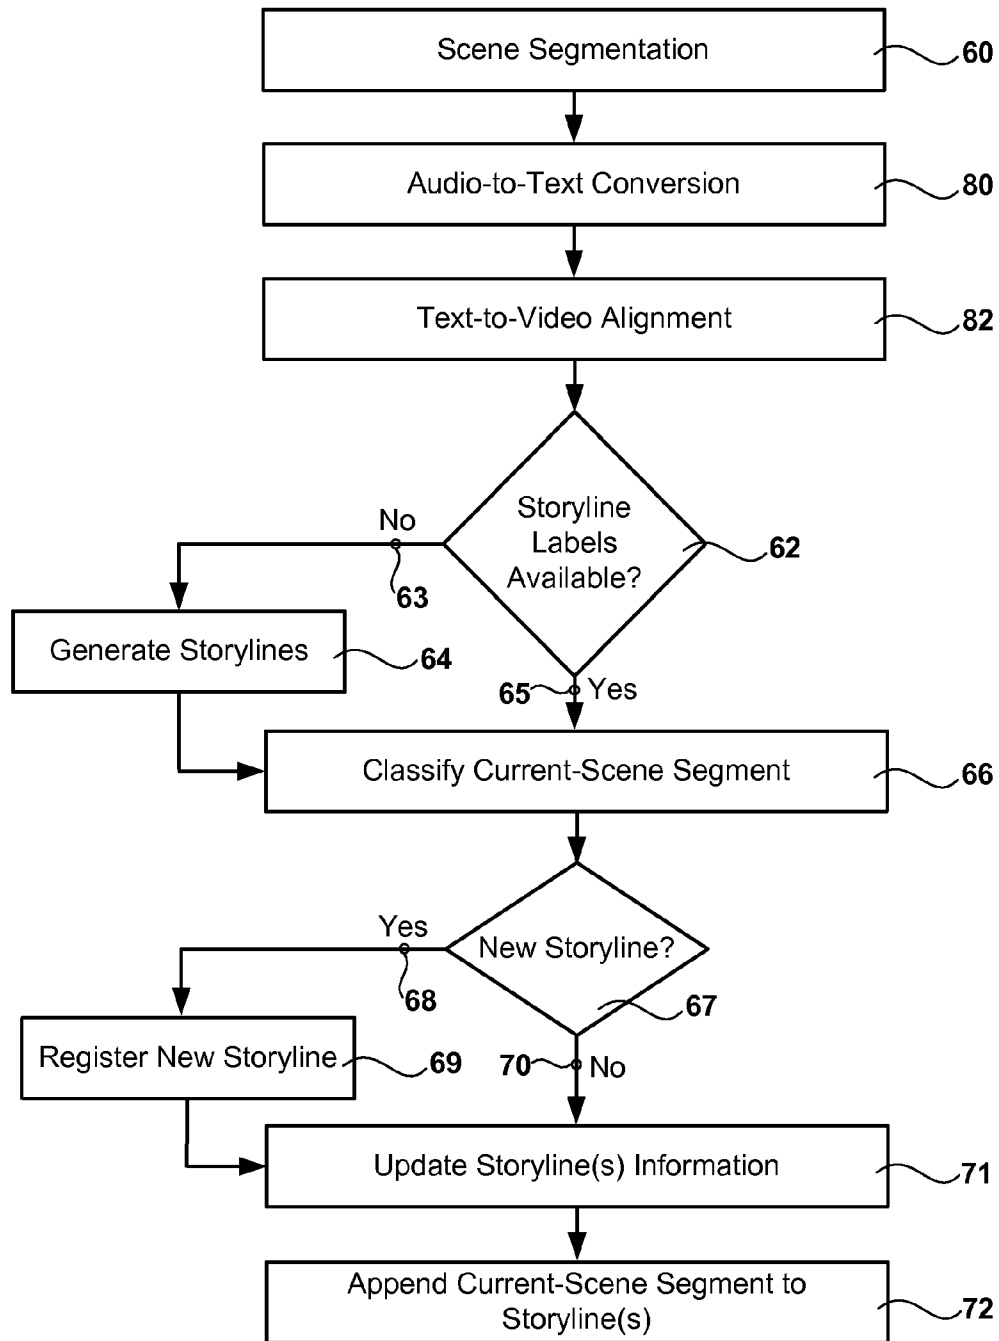 Scene Segmentation
60
Audio-to-Text Conversion
80
Text-to-Video Alignment
82
Storyline
Labels
Available?
62
No
63
Generate Storylines
64
65
Yes
Classify Current-Scene Segment
66
New Storyline?
67
Yes
68
Register New Storyline
69
70
No
Update Storyline(s) Information
71
Append Current-Scene Segment to
Storyline(s)
72